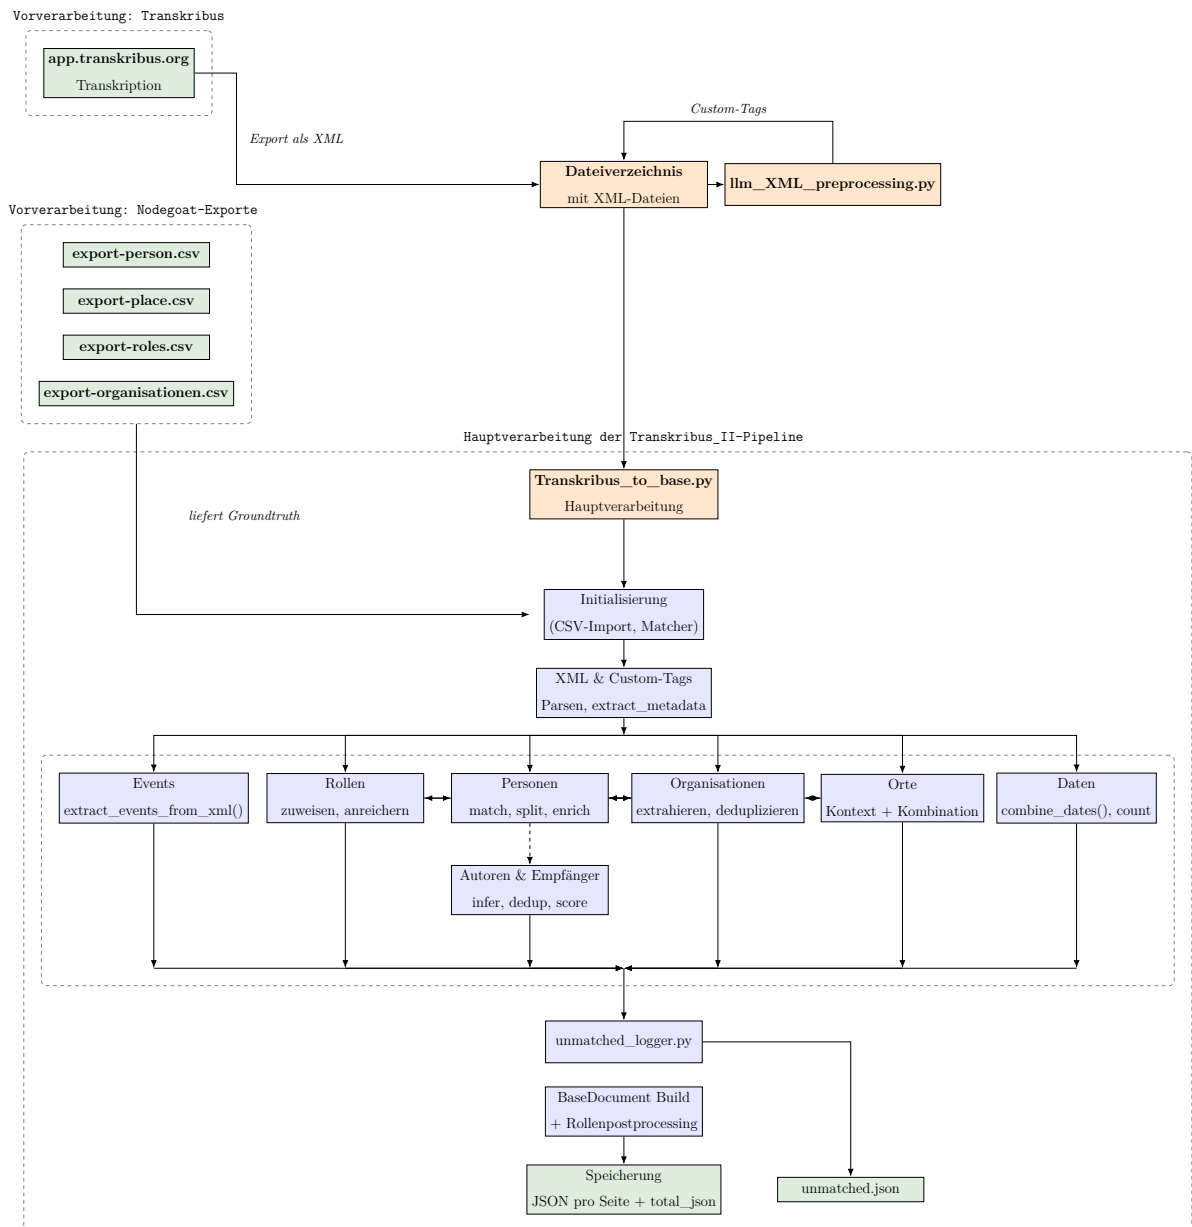 Vorverarbeitung: Transkribus
app.transkribus.org
Transkription
Export als XML
Custom-Tags
Dateiverzeichnis
mit XML-Dateien
llm_XML_preprocessing.py
Vorverarbeitung: Nodegoat-Exporte
export-person.csv
export-place.csv
export-roles.csv
export-organisationen.csv
liefert Groundtruth
Hauptverarbeitung der Transkribus_II-Pipeline
Transkribus_to_base.py
Hauptverarbeitung
Initialisierung
(CSV-Import, Matcher)
XML & Custom-Tags
Parsen, extract_metadata
Events
extract_events_from_xml()
Rollen
zuweisen, anreichern
Personen
match, split, enrich
Organisationen
extrahieren, deduplizieren
Orte
Kontext + Kombination
Daten
combine_dates(), count
Autoren & Empfänger
infer, dedup, score
unmatched_logger.py
BaseDocument Build
+ Rollenpostprocessing
Speicherung
JSON pro Seite + total_json
unmatched.json